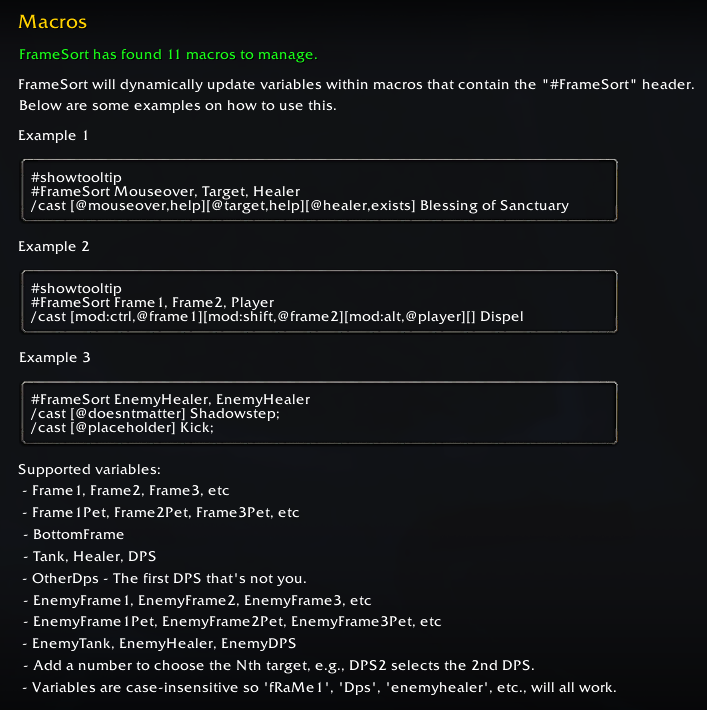 Macros
FrameSort has found 11 macros to manage.
FrameSort will dynamically update variables within macros that contain the "#FrameSort" header.
Below are some examples on how to use this.
Example 1
#showtooltip
#FrameSort Mouseover, Target, Healer
/cast [@mouseover,help][@target,help][@healer,exists] Blessing of Sanctuary
Example 2
#showtooltip
#FrameSort Frame1, Frame2, Player
/cast [mod:ctrl,@frame1][mod:shift,@frame2][mod:alt,@player][] Dispel
Example 3
#FrameSort EnemyHealer, EnemyHealer
/cast [@doesntmatter] Shadowstep;
/cast [@placeholder] Kick;
Supported variables:
- Frame1, Frame2, Frame3, etc
- Frame1Pet, Frame2Pet, Frame3Pet, etc
- BottomFrame
- Tank, Healer, DPS
- OtherDps - The first DPS that's not you.
- EnemyFrame1, EnemyFrame2, EnemyFrame3, etc
- EnemyFrame1Pet, EnemyFrame2Pet, EnemyFrame3Pet, etc
- EnemyTank, EnemyHealer, EnemyDPS
- Add a number to choose the Nth target, e.g., DPS2 selects the 2nd DPS.
- Variables are case-insensitive so 'fRaMe1', 'Dps', 'enemyhealer', etc., will all work.